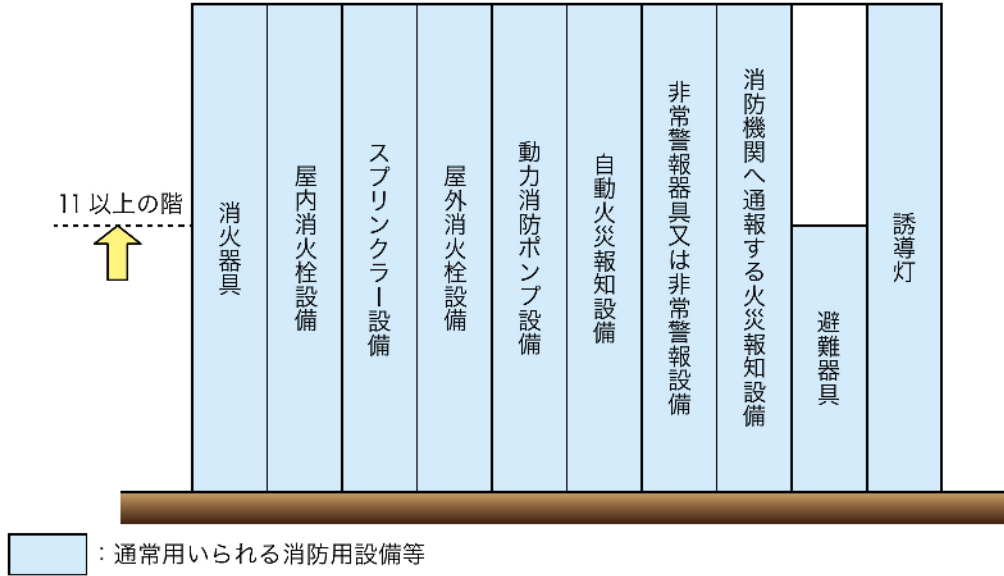 11 以上の階
消火器具
屋内消火栓設備
スプリンクラー設備
屋外消火栓設備
動力消防ポンプ設備
自動火災報知設備
非常警報器具又は非常警報設備
消防機関へ通報する火災報知設備
避難器具
誘導灯
：通常用いられる消防用設備等